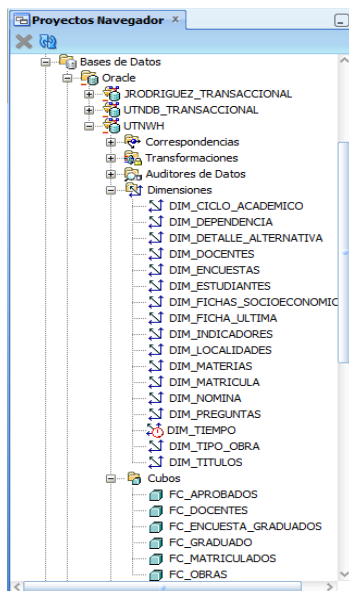 Proyectos Navegador
Bases de Datos
Oracle
JRODRIGUEZ_TRANSACCIONAL
UTNDB_TRANSACCIONAL
UTNWH
Correspondencias
Transformaciones
Auditores de Datos
Dimensiones
DIM_CICLO_ACADEMICO
DIM_DEPENDENCIA
DIM_DETALLE_ALTERNATIVA
DIM_DOCENTES
DIM_ENCUESTAS
DIM_ESTUDIANTES
DIM_FICHAS_SOCIOECONOMIC
DIM_FICHA_ULTIMA
DIM_INDICADORES
DIM_LOCALIDADES
DIM_MATERIAS
DIM_MATRICULA
DIM_NOMINA
DIM_PREGUNTAS
DIM_TIEMPO
DIM_TIPO_OBRA
DIM_TITULOS
Cubos
FC_APROBADOS
FC_DOCENTES
FC_ENCUESTA_GRADUADOS
FC_GRADUADO
FC_MATRICULADOS
FC_OBRAS